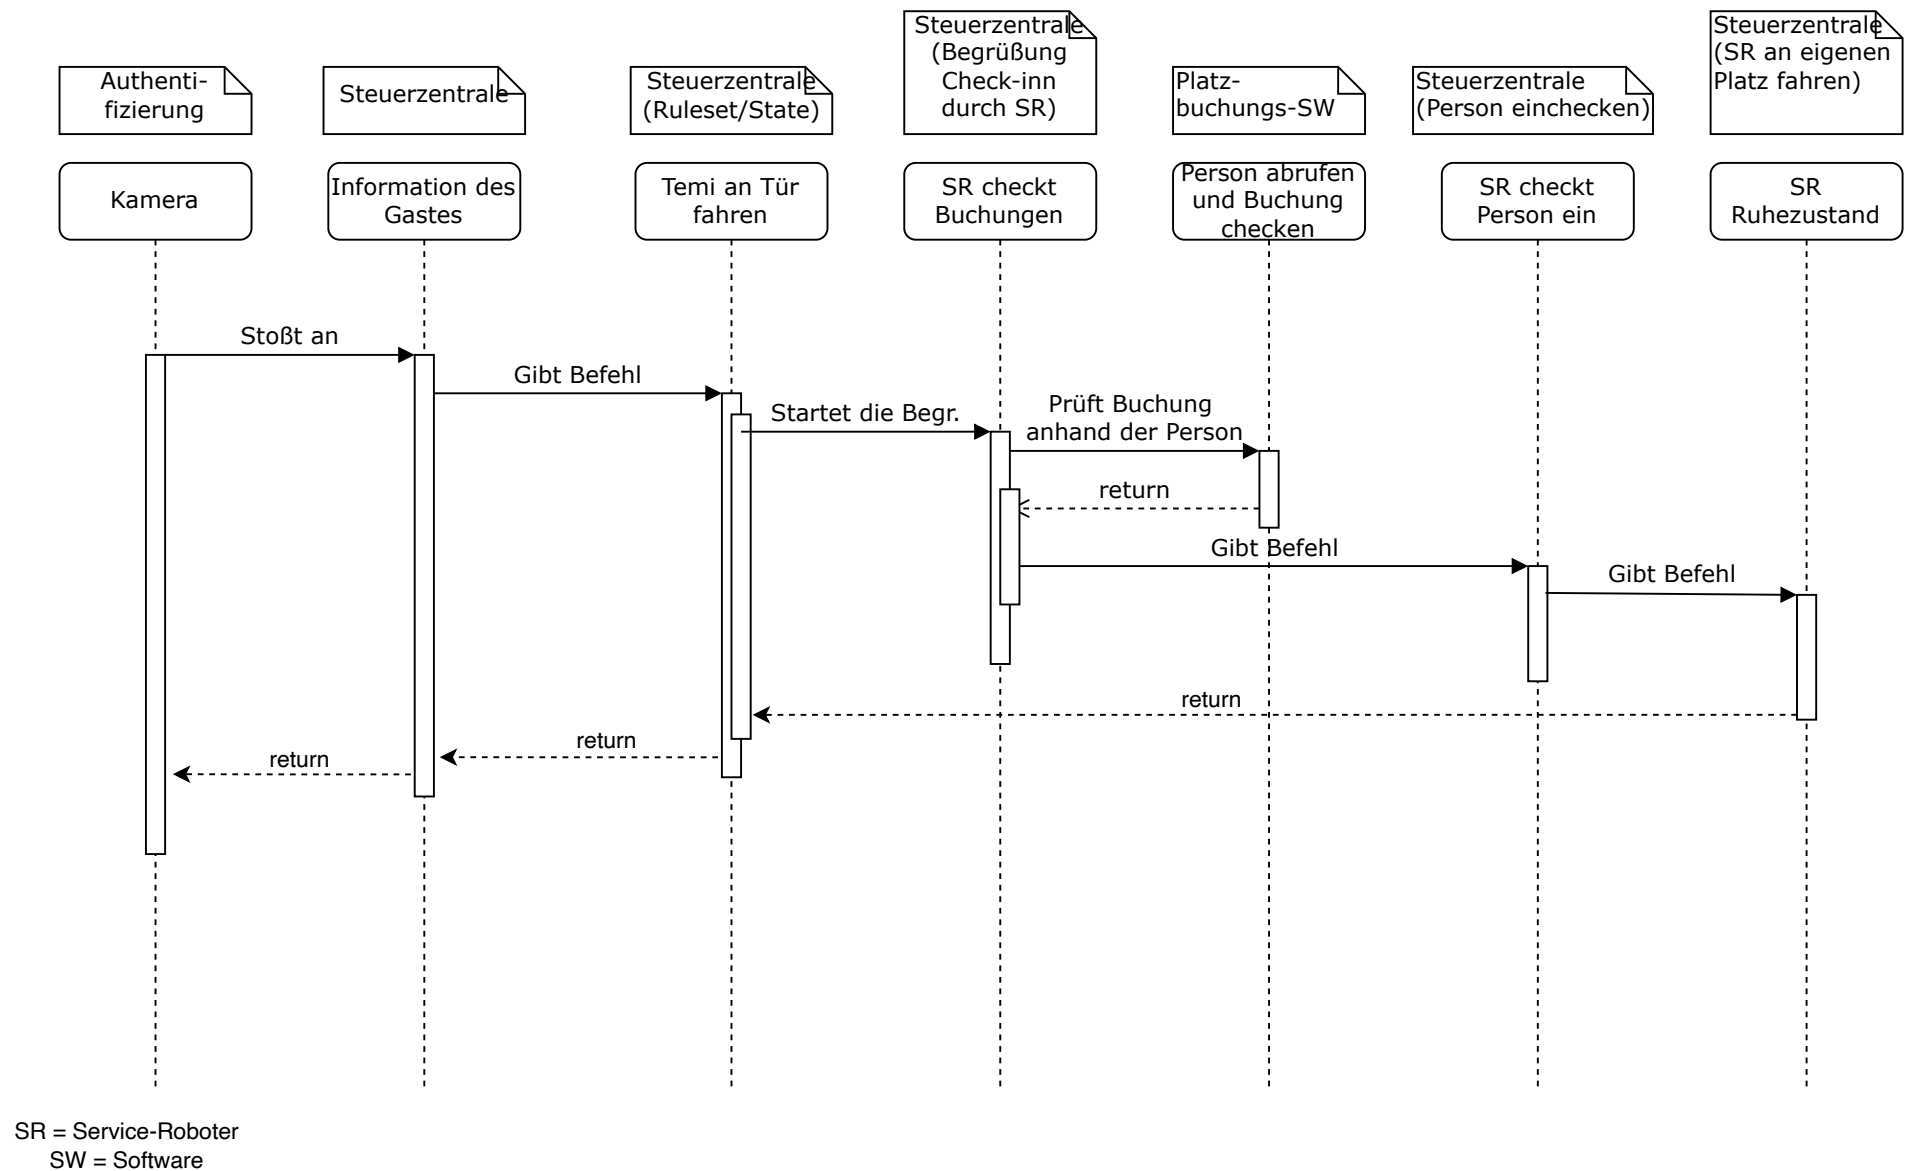 Authenti-
fizierung
Steuerzentrale
Steuerzentrale
(Ruleset/State)
Steuerzentrale
(Begrüßung
Check-inn
durch SR)
Platz-
buchungs-SW
Steuerzentrale
(Person einchecken)
Steuerzentrale
(SR an eigenen
Platz fahren)
Kamera
Information des
Gastes
Temi an Tür
fahren
SR checkt
Buchungen
Person abrufen
und Buchung
checken
SR checkt
Person ein
SR
Ruhezustand
Stoßt an
Gibt Befehl
Startet die Begr.
Prüft Buchung
anhand der Person
return
Gibt Befehl
Gibt Befehl
return
return
return
SR = Service-Roboter
SW = Software